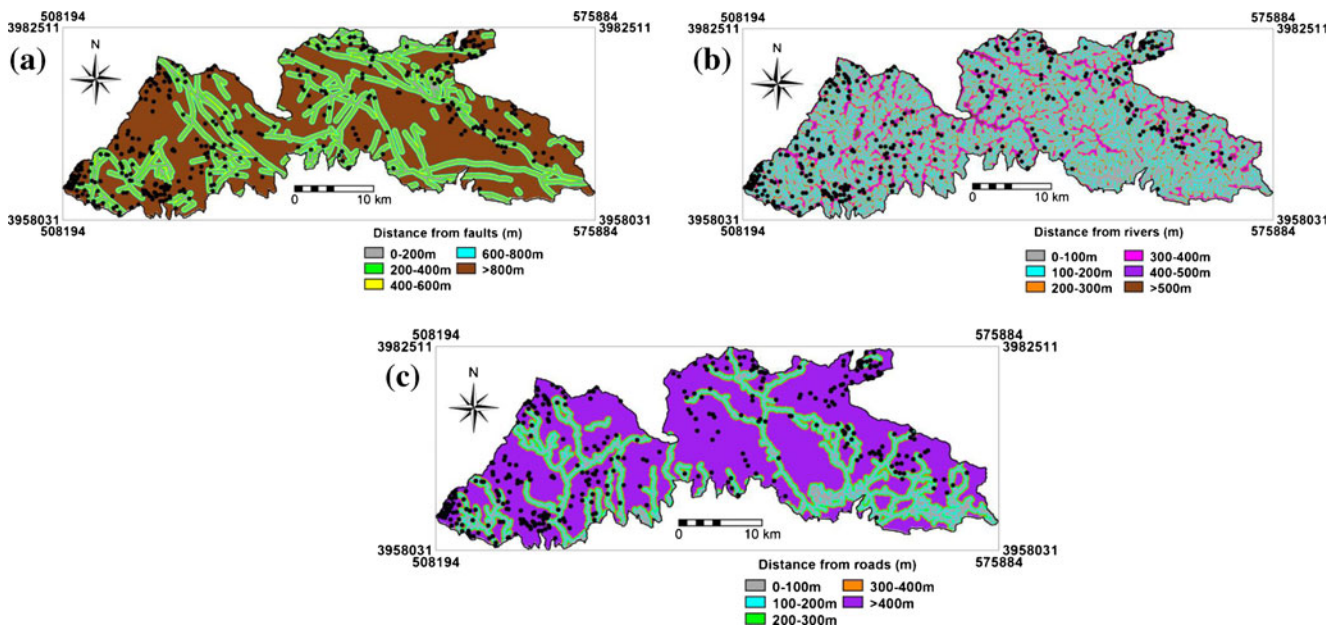 508194 575884
3982511 3982511
(a)
N
0 10 km
3958031 3958031
508194 575884
Distance from faults (m)
0-200m 600-800m
200-400m >800m
400-600m
508194 575884
3982511 3982511
(b)
N
0 10 km
3958031 3958031
508194 575884
Distance from rivers (m)
0-100m 300-400m
100-200m 400-500m
200-300m >500m
508194 575884
3982511 3982511
(c)
N
0 10 km
3958031 3958031
508194 575884
Distance from roads (m)
0-100m 300-400m
100-200m >400m
200-300m